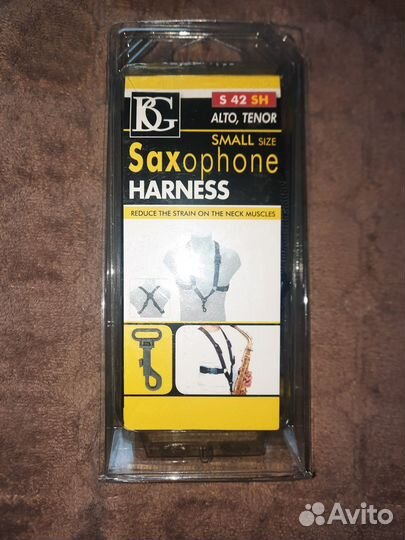 BG
S 42 SH
ALTO, TENOR
SMALL SIZE
Saxophone
HARNESS
REDUCE THE STRAIN ON THE NECK MUSCLES
Avito